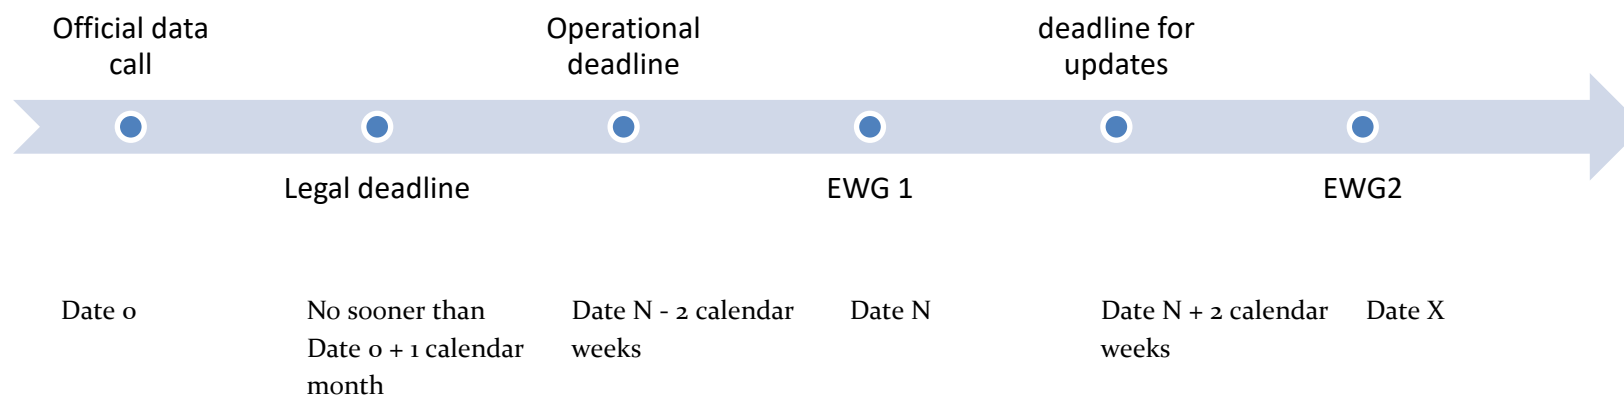 Official data
call
Operational
deadline
deadline for
updates
Legal deadline
EWG 1
EWG2
Date 0
No sooner than
Date 0 + 1 calendar
month
Date N - 2 calendar
weeks
Date N
Date N + 2 calendar
weeks
Date X